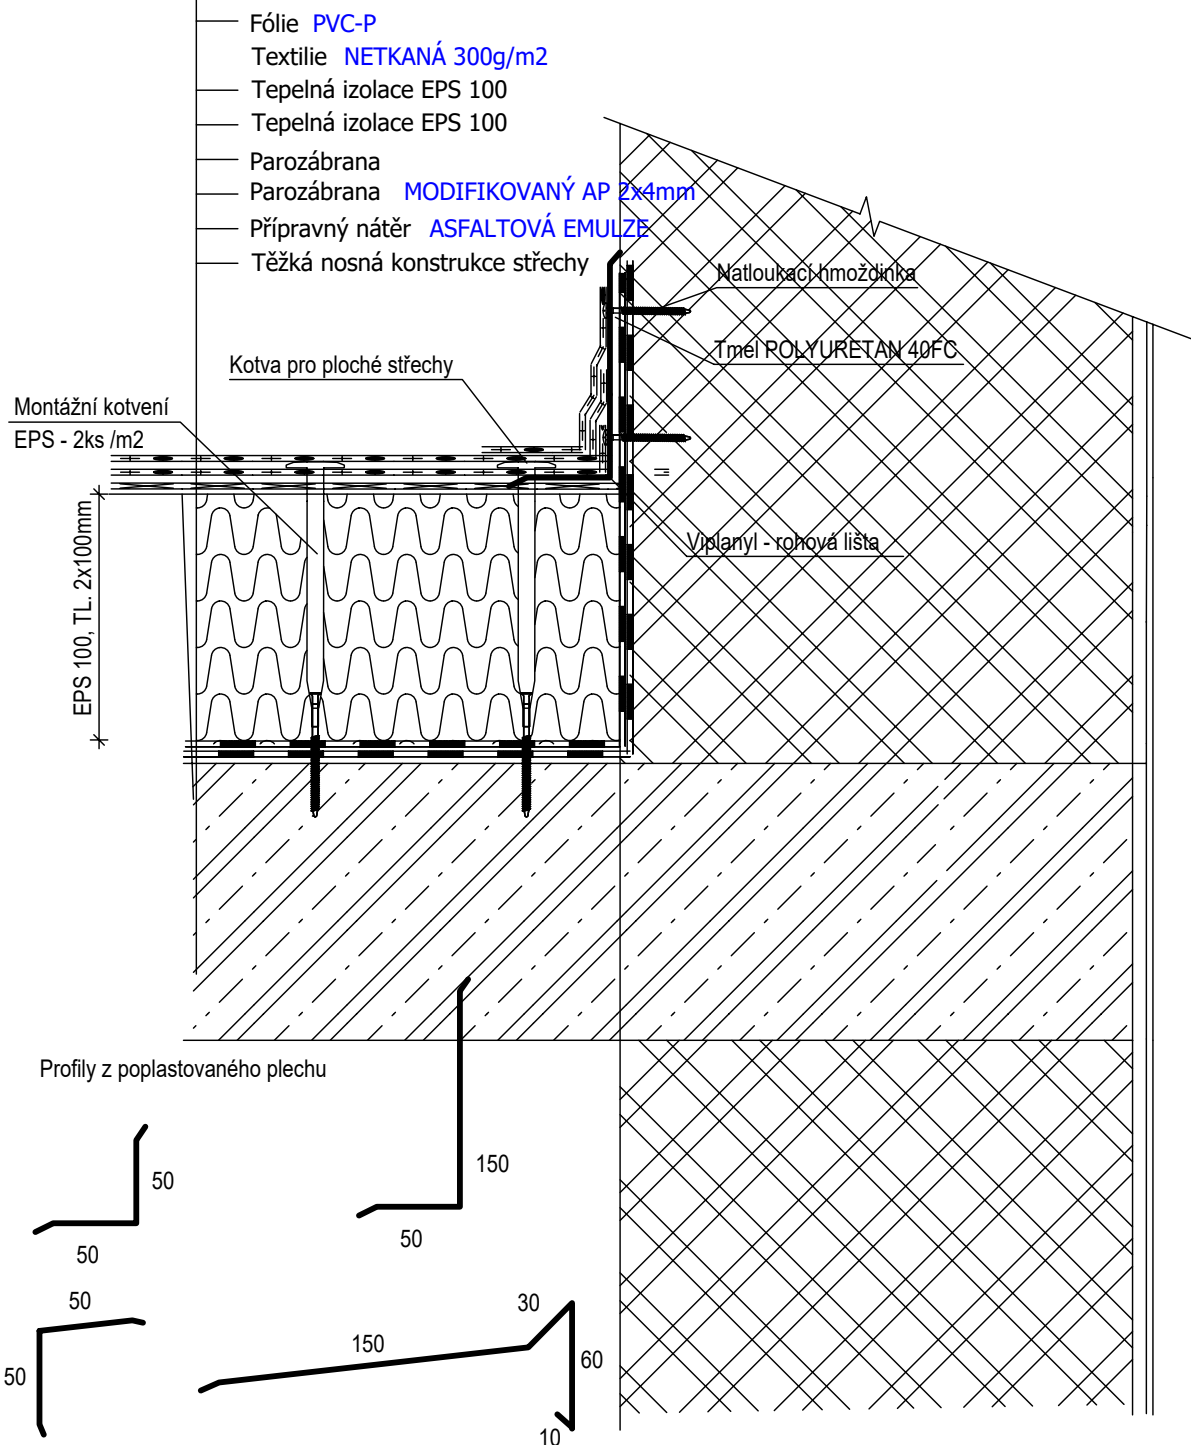 Fólie PVC-P
Textilie NETKANÁ 300g/m2
Tepelná izolace EPS 100
Tepelná izolace EPS 100
Parozábrana
Parozábrana MODIFIKOVANÝ AP 2x4mm
Přípravný nátěr ASFALTOVÁ EMULZE
Těžká nosná konstrukce střechy
Natloukací hmoždinka
Tmel POLYURETAN 40FC
Kotva pro ploché střechy
Montážní kotvení
EPS - 2ks /m2
Viplanyl - rohová lišta
EPS 100, TL. 2x100mm
Profily z poplastovaného plechu
50
50
150
50
50
50
150
30
60
10